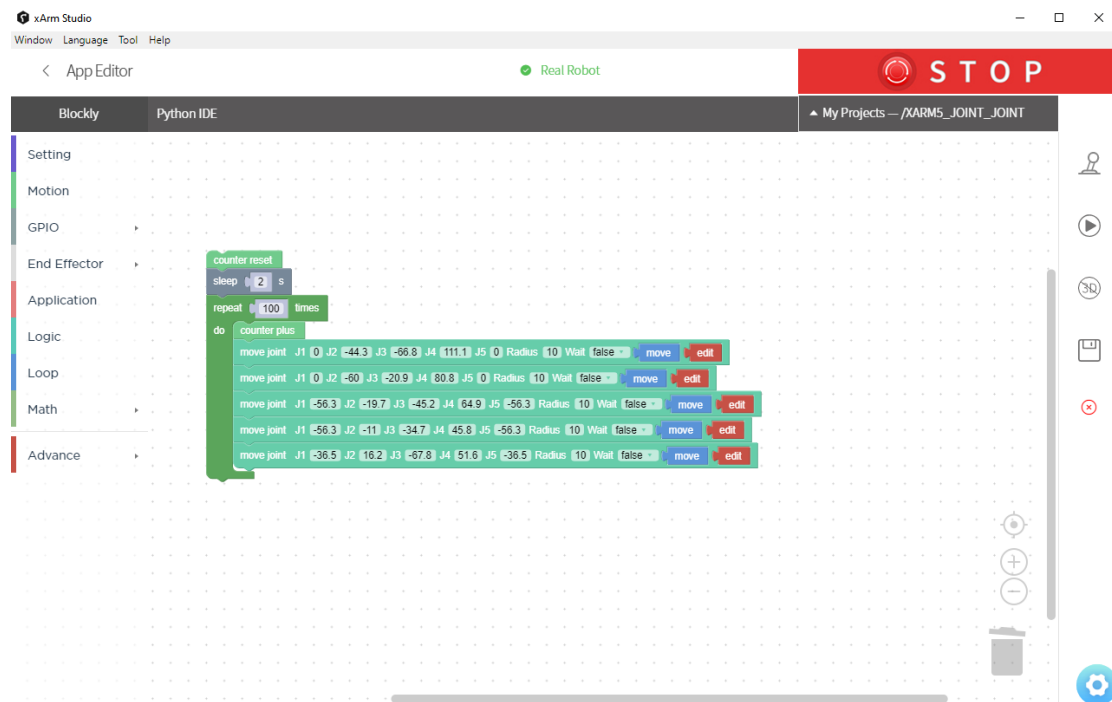 xArm Studio
Window Language Tool Help
App Editor
Real Robot
STOP
Blockly
Python IDE
My Projects — /XARM5_JOINT_JOINT
Setting
Motion
GPIO
End Effector
Application
Logic
Loop
Math
Advance
counter reset
sleep 2 s
repeat 100 times
do counter plus
move joint J1 0 J2 -44.3 J3 -66.8 J4 111.1 J5 0 Radius 10 Wait false move edit
move joint J1 0 J2 -60 J3 -20.9 J4 80.8 J5 0 Radius 10 Wait false move edit
move joint J1 -56.3 J2 -19.7 J3 -45.2 J4 64.9 J5 -56.3 Radius 10 Wait false move edit
move joint J1 -56.3 J2 -11 J3 -34.7 J4 45.8 J5 -56.3 Radius 10 Wait false move edit
move joint J1 -36.5 J2 16.2 J3 -67.8 J4 51.6 J5 -36.5 Radius 10 Wait false move edit
3D